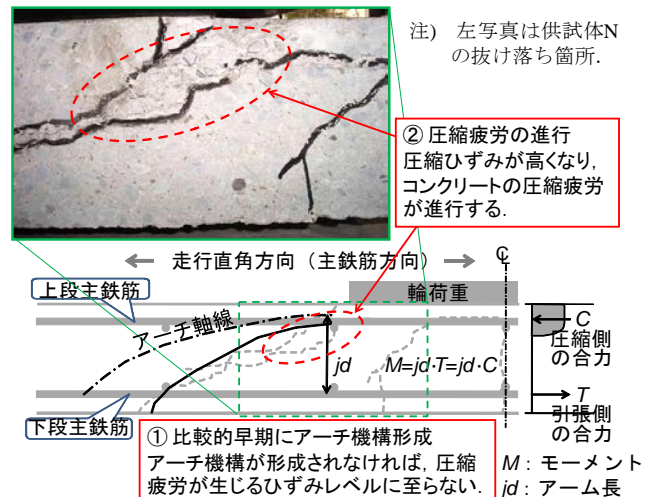 注) 左写真は供試体N
の抜け落ち箇所.
② 圧縮疲労の進行
圧縮ひずみが高くなり,
コンクリートの圧縮疲労
が進行する.
← 走行直角方向（主鉄筋方向） →
℄
上段主鉄筋
輪荷重
アーチ軸線
C
圧縮側
の合力
jd
M=jd·T=jd·C
T
引張側
の合力
下段主鉄筋
① 比較的早期にアーチ機構形成
アーチ機構が形成されなければ, 圧縮
疲労が生じるひずみレベルに至らない.
M : モーメント
jd : アーム長